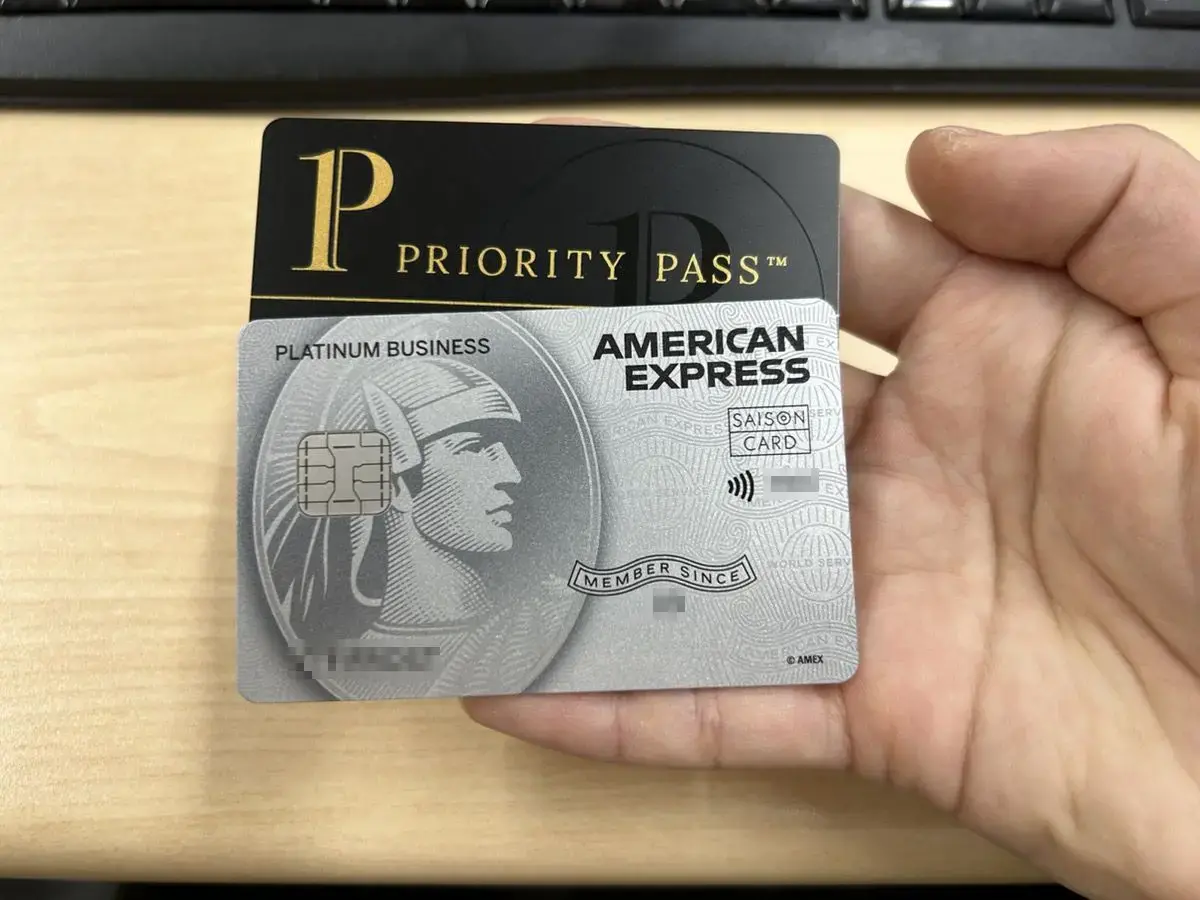 PRIORITY PASS™
PLATINUM BUSINESS
AMERICAN
EXPRESS
SAISON
CARD
MEMBER SINCE
© AMEX